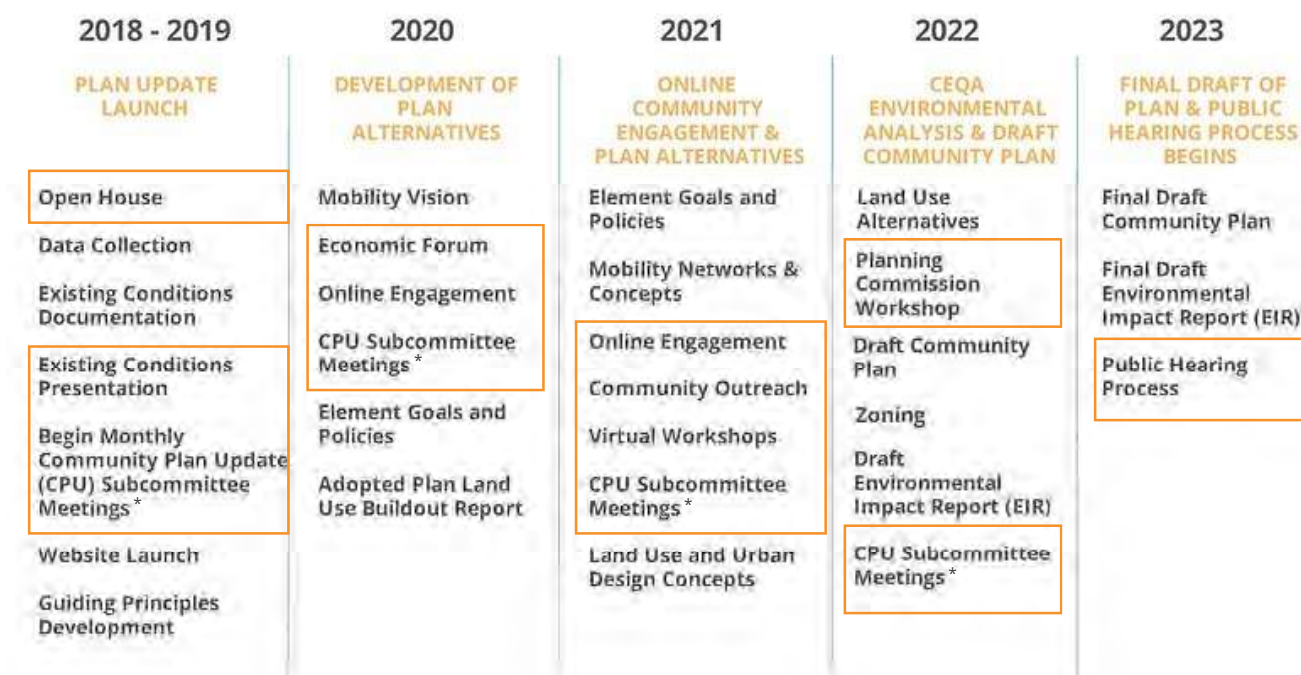 2018 - 2019
PLAN UPDATE
LAUNCH
Open House
Data Collection
Existing Conditions
Documentation
Existing Conditions
Presentation
Begin Monthly
Community Plan Update
(CPU) Subcommittee
Meetings*
Website Launch
Guiding Principles
Development
2020
DEVELOPMENT OF
PLAN
ALTERNATIVES
Mobility Vision
Economic Forum
Online Engagement
CPU Subcommittee
Meetings*
Element Goals and
Policies
Adopted Plan Land
Use Buildout Report
2021
ONLINE
COMMUNITY
ENGAGEMENT &
PLAN ALTERNATIVES
Element Goals and
Policies
Mobility Networks &
Concepts
Online Engagement
Community Outreach
Virtual Workshops
CPU Subcommittee
Meetings*
Land Use and Urban
Design Concepts
2022
CEQA
ENVIRONMENTAL
ANALYSIS & DRAFT
COMMUNITY PLAN
Land Use
Alternatives
Planning
Commission
Workshop
Draft Community
Plan
Zoning
Draft
Environmental
Impact Report (EIR)
CPU Subcommittee
Meetings*
2023
FINAL DRAFT OF
PLAN & PUBLIC
HEARING PROCESS
BEGINS
Final Draft
Community Plan
Final Draft
Environmental
Impact Report (EIR)
Public Hearing
Process